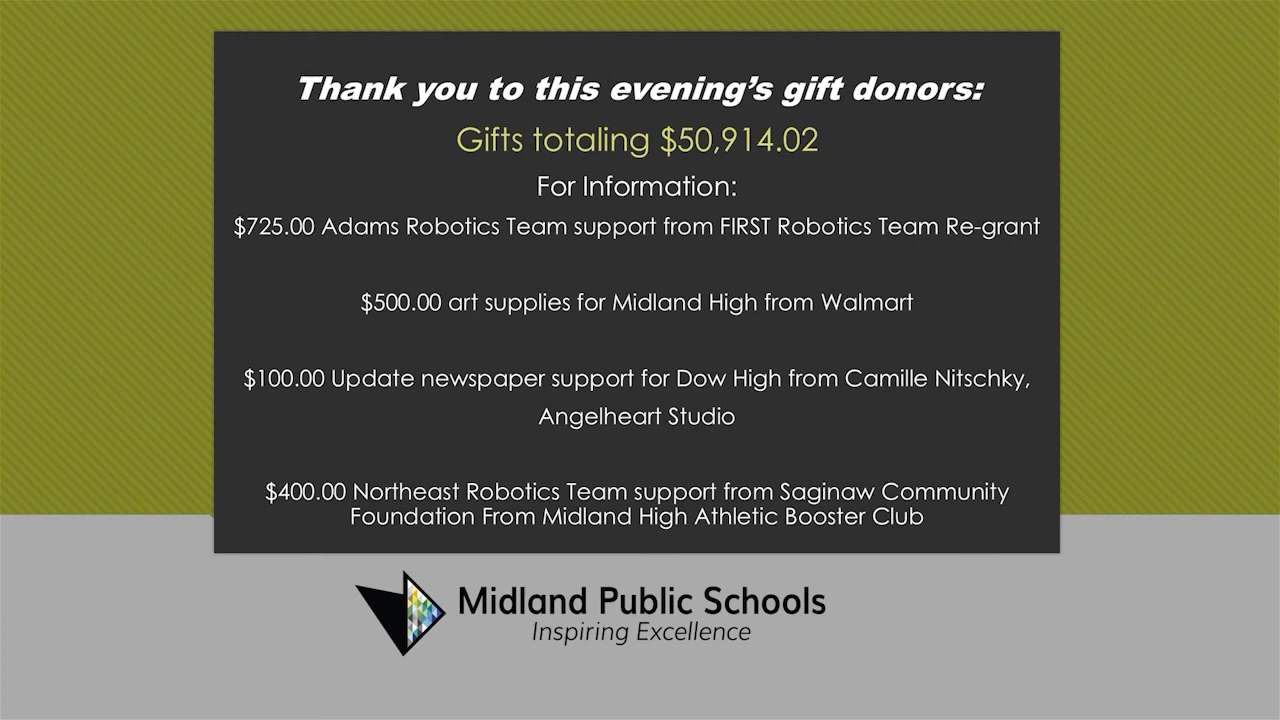 Thank you to this evening's gift donors:
Gifts totaling $50,914.02
For Information:
$725.00 Adams Robotics Team support from FIRST Robotics Team Re-grant
$500.00 art supplies for Midland High from Walmart
$100.00 Update newspaper support for Dow High from Camille Nitschky,
Angelheart Studio
$400.00 Northeast Robotics Team support from Saginaw Community
Foundation From Midland High Athletic Booster Club
Midland Public Schools
Inspiring Excellence